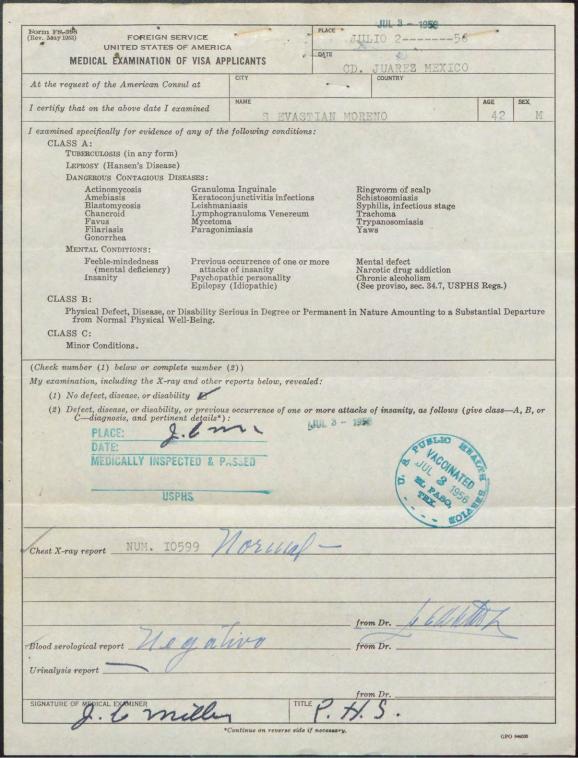 Form FS-398
(Rev. May 1952)
FOREIGN SERVICE
UNITED STATES OF AMERICA
MEDICAL EXAMINATION OF VISA APPLICANTS
JUL 3 - 1956
PLACE
JULIO 2-------56
DATE
CD. JUAREZ MEXICO
At the request of the American Consul at
CITY
COUNTRY
I certify that on the above date I examined
NAME
S EVASTIAN MORENO
AGE
42
SEX
M
I examined specifically for evidence of any of the following conditions:
CLASS A:
TUBERCULOSIS (in any form)
LEPROSY (Hansen's Disease)
DANGEROUS CONTAGIOUS DISEASES:
Actinomycosis
Amebiasis
Blastomycosis
Chancroid
Favus
Filariasis
Gonorrhea
Granuloma Inguinale
Keratoconjunctivitis infections
Leishmaniasis
Lymphogranuloma Venereum
Mycetoma
Paragonimiasis
Ringworm of scalp
Schistosomiasis
Syphilis, infectious stage
Trachoma
Trypanosomiasis
Yaws
MENTAL CONDITIONS:
Feeble-mindedness
(mental deficiency)
Insanity
Previous occurrence of one or more
attacks of insanity
Psychopathic personality
Epilepsy (Idiopathic)
Mental defect
Narcotic drug addiction
Chronic alcoholism
(See proviso, sec. 34.7, USPHS Regs.)
CLASS B:
Physical Defect, Disease, or Disability Serious in Degree or Permanent in Nature Amounting to a Substantial Departure
from Normal Physical Well-Being.
CLASS C:
Minor Conditions.
(Check number (1) below or complete number (2))
My examination, including the X-ray and other reports below, revealed:
(1) No defect, disease, or disability
(2) Defect, disease, or disability, or previous occurrence of one or more attacks of insanity, as follows (give class—A, B, or
C—diagnosis, and pertinent details*):
JUL 3 - 1956
PLACE:
DATE:
MEDICALLY INSPECTED & PASSED
USPHS
U. S. PUBLIC HEALTH SERVICE
VACCINATED
JUL 3 1956
EL PASO,
TEX.
Chest X-ray report NUM. I0599 Normal
from Dr.
Blood serological report Negativo
from Dr.
Urinalysis report
from Dr.
SIGNATURE OF MEDICAL EXAMINER
J. C. Miller
TITLE
P. H. S.
*Continue on reverse side if necessary.